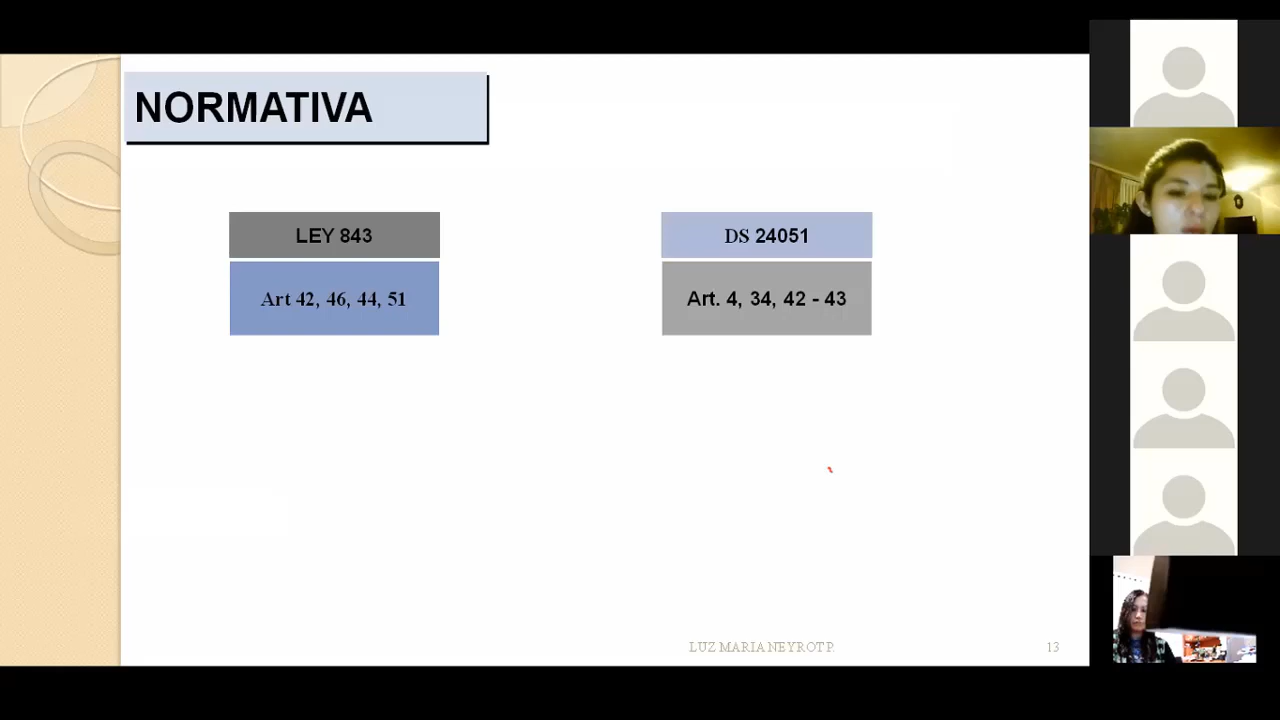 NORMATIVA
LEY 843
Art 42, 46, 44, 51
DS 24051
Art. 4, 34, 42 - 43
LUZ MARIA NEYROT P.
13